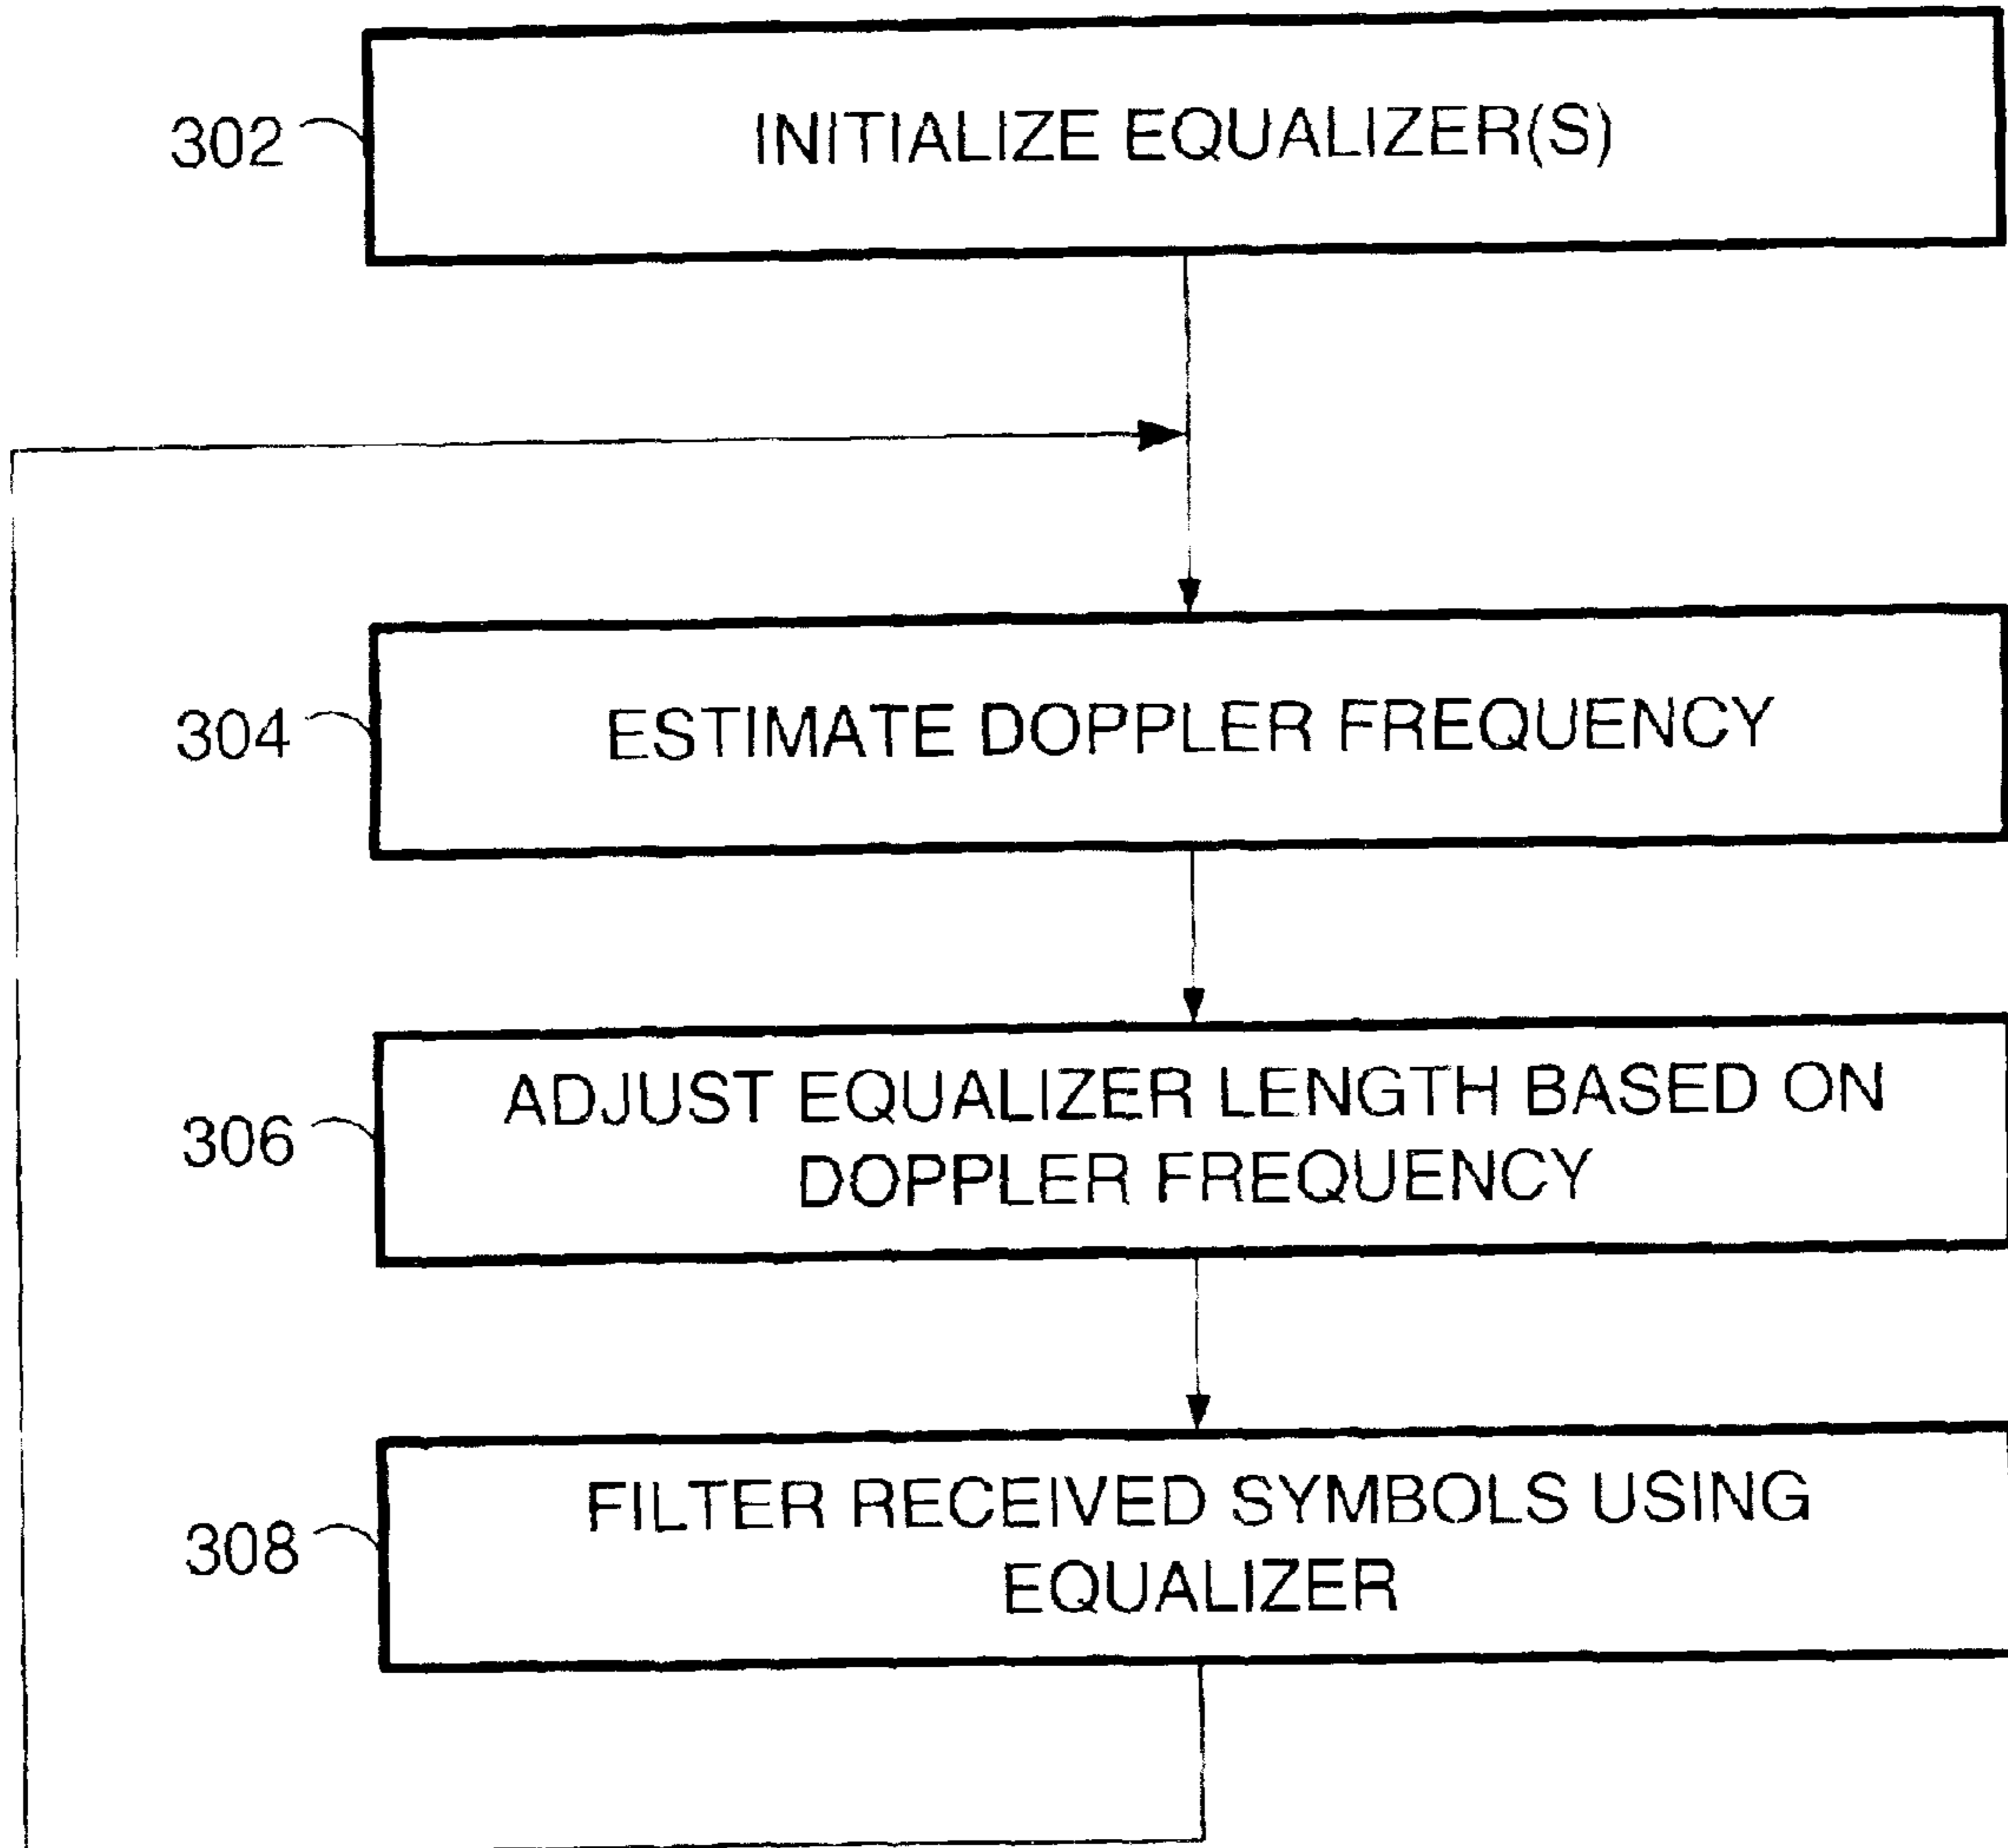 302
INITIALIZE EQUALIZER(S)
304
ESTIMATE DOPPLER FREQUENCY
306
ADJUST EQUALIZER LENGTH BASED ON
DOPPLER FREQUENCY
308
FILTER RECEIVED SYMBOLS USING
EQUALIZER